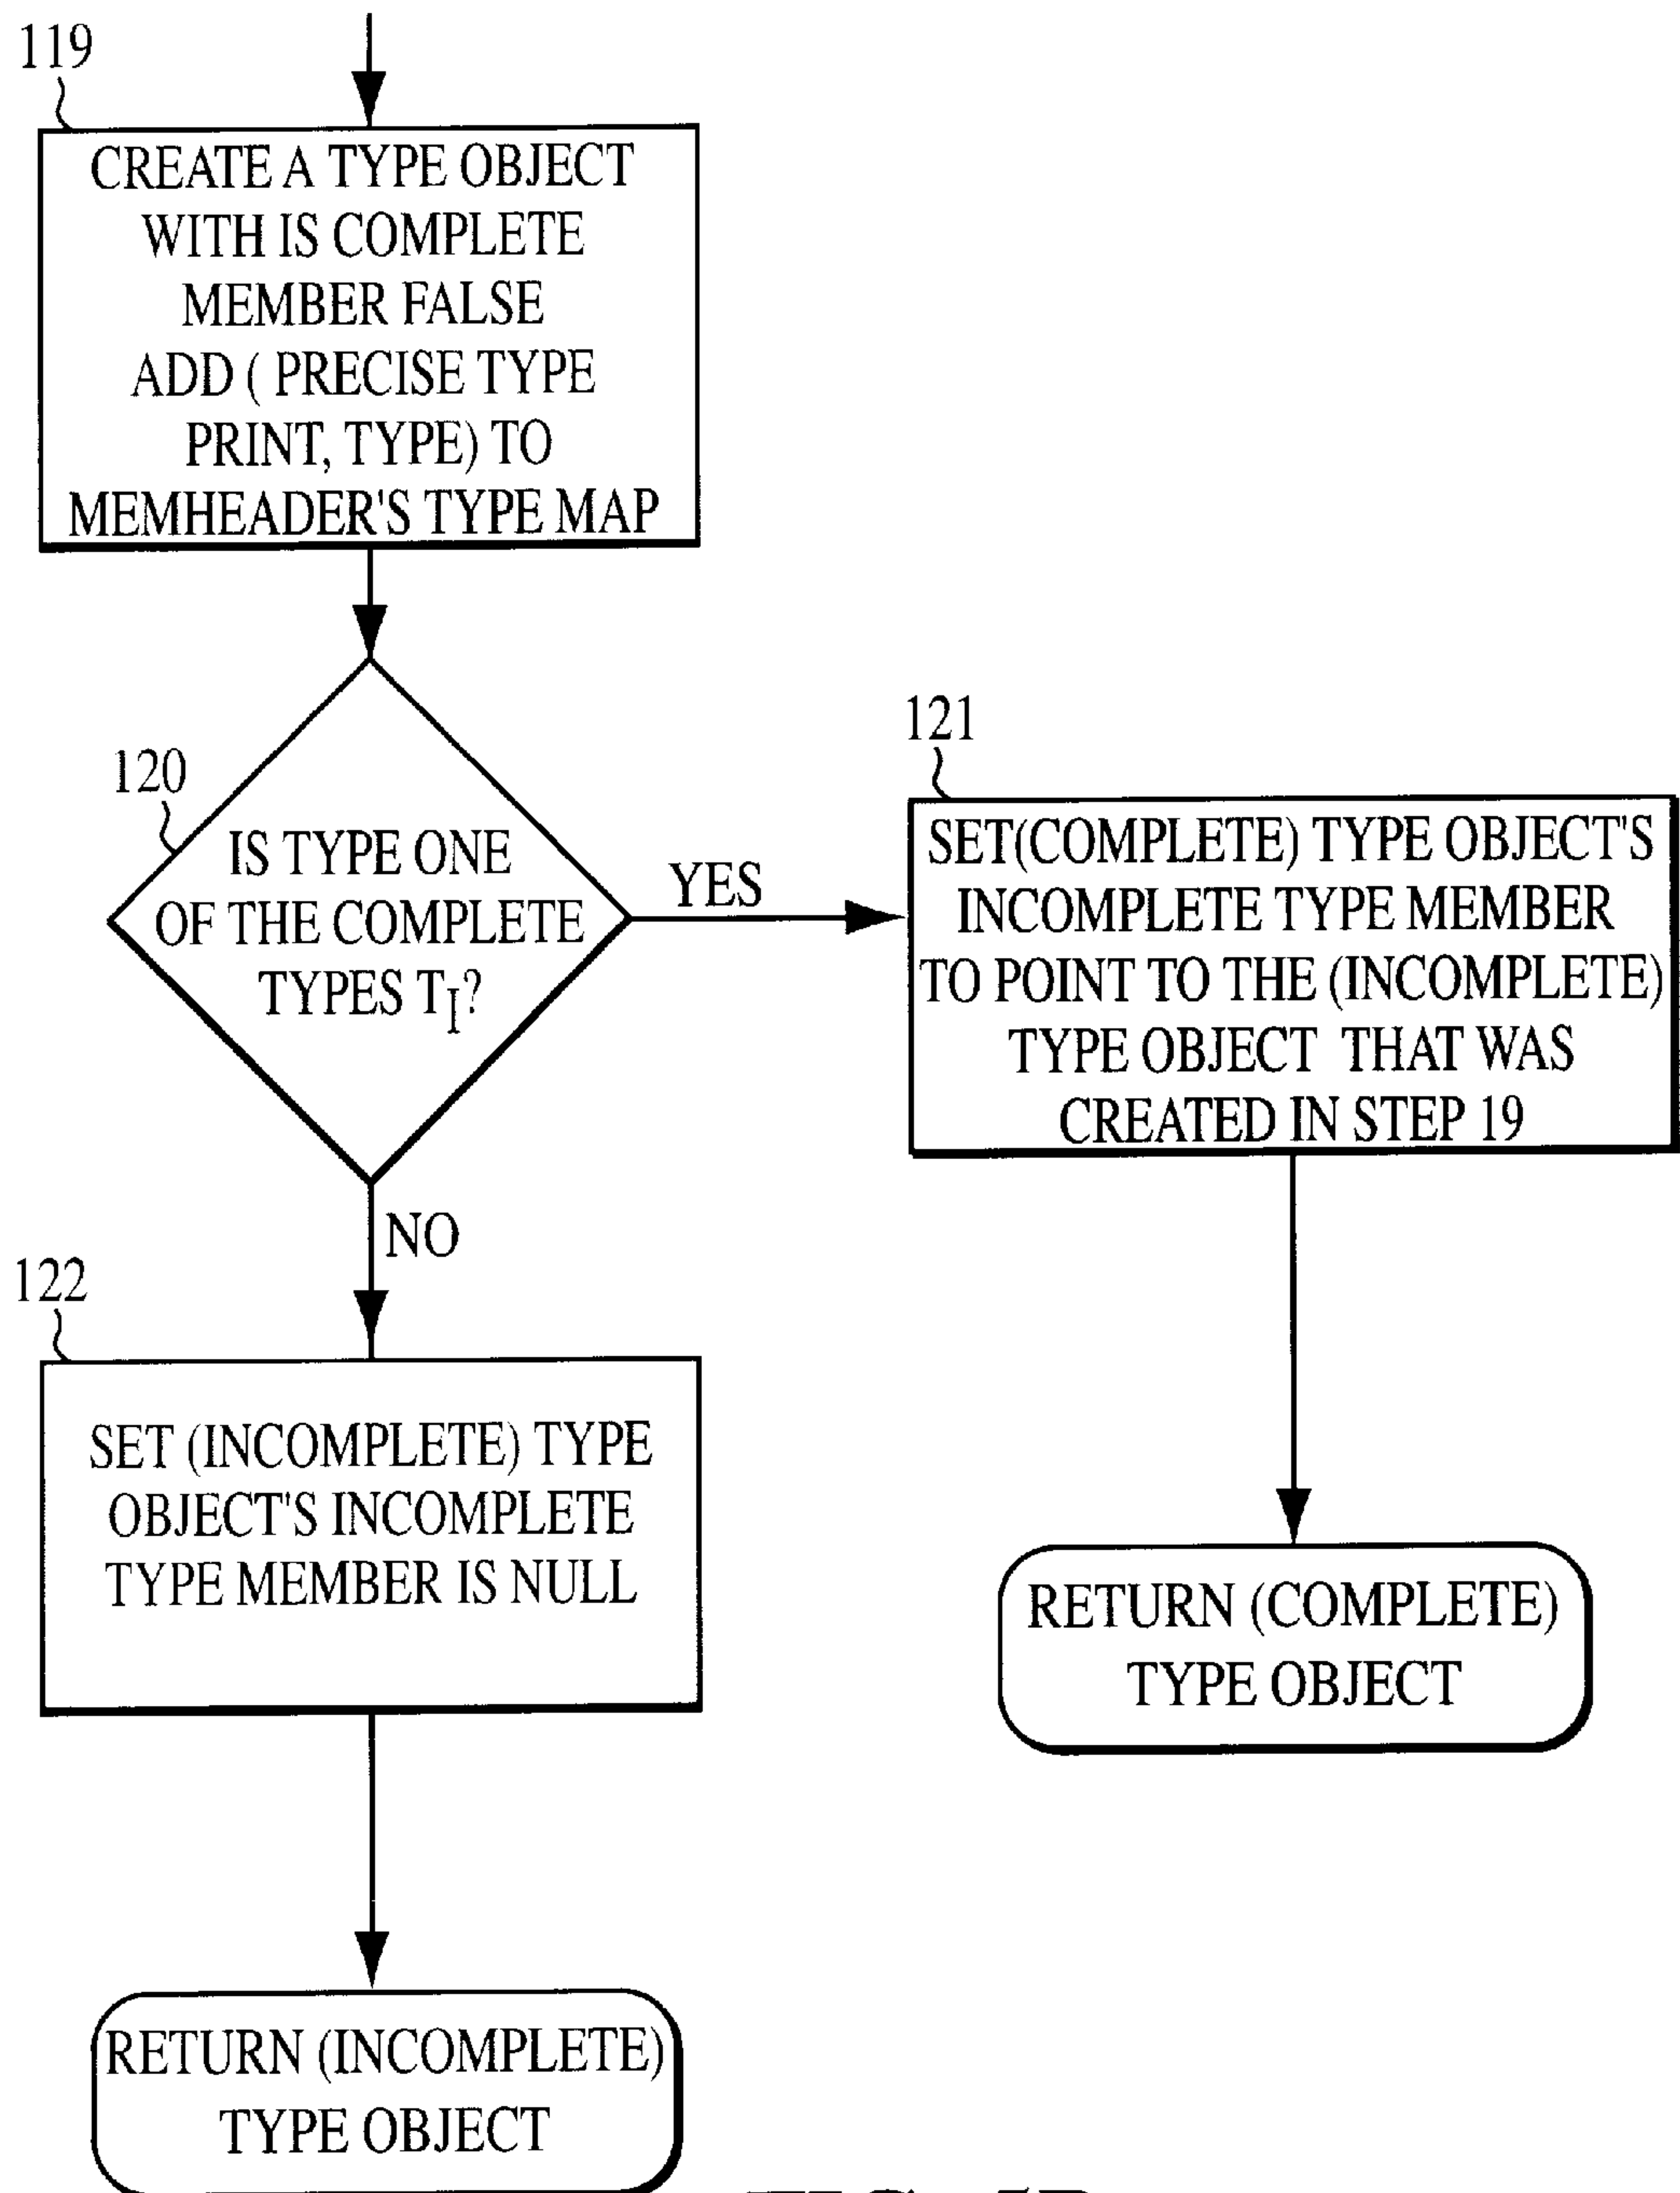 119
CREATE A TYPE OBJECT
WITH IS COMPLETE
MEMBER FALSE
ADD ( PRECISE TYPE
PRINT, TYPE) TO
MEMHEADER'S TYPE MAP
120
IS TYPE ONE
OF THE COMPLETE
TYPES TI?
YES
121
SET(COMPLETE) TYPE OBJECT'S
INCOMPLETE TYPE MEMBER
TO POINT TO THE (INCOMPLETE)
TYPE OBJECT THAT WAS
CREATED IN STEP 19
NO
122
SET (INCOMPLETE) TYPE
OBJECT'S INCOMPLETE
TYPE MEMBER IS NULL
RETURN (COMPLETE)
TYPE OBJECT
RETURN (INCOMPLETE)
TYPE OBJECT